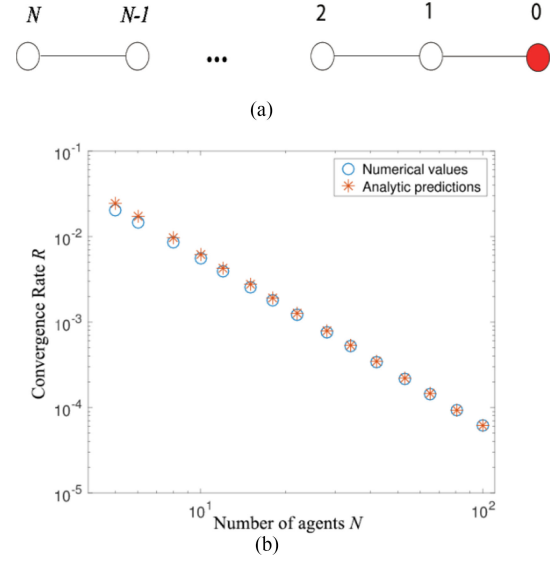 N N-1 ... 2 1 0
(a)
10^-1
Numerical values
Analytic predictions
10^-2
Convergence Rate R
10^-3
10^-4
10^-5
10^1 10^2
Number of agents N
(b)